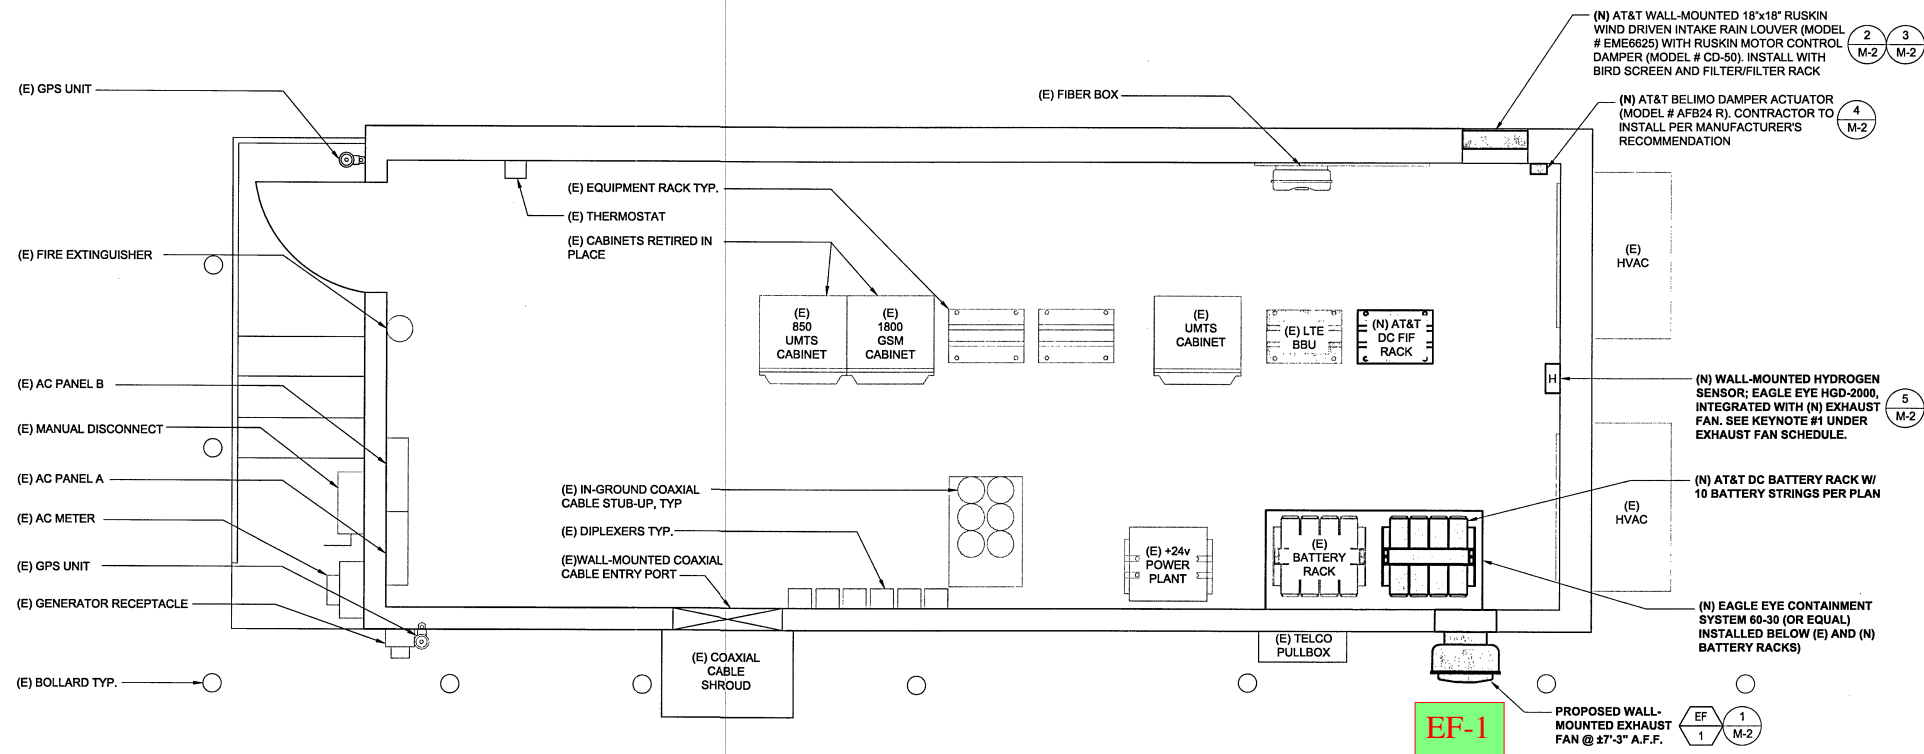 (N) AT&T WALL-MOUNTED 18"x18" RUSKIN
WIND DRIVEN INTAKE RAIN LOUVER (MODEL
# EME6625) WITH RUSKIN MOTOR CONTROL
DAMPER (MODEL # CD-50). INSTALL WITH
BIRD SCREEN AND FILTER/FILTER RACK
2
M-2
3
M-2
(E) GPS UNIT
(E) FIBER BOX
(N) AT&T BELIMO DAMPER ACTUATOR
(MODEL # AFB24 R). CONTRACTOR TO
INSTALL PER MANUFACTURER'S
RECOMMENDATION
4
M-2
(E) EQUIPMENT RACK TYP.
(E) THERMOSTAT
(E) CABINETS RETIRED IN
PLACE
(E) FIRE EXTINGUISHER
(E)
HVAC
(E)
850
UMTS
CABINET
(E)
1800
GSM
CABINET
(E)
UMTS
CABINET
(E) LTE
BBU
(N) AT&T
DC FIF
RACK
(E) AC PANEL B
H
(N) WALL-MOUNTED HYDROGEN
SENSOR; EAGLE EYE HGD-2000,
INTEGRATED WITH (N) EXHAUST
FAN. SEE KEYNOTE #1 UNDER
EXHAUST FAN SCHEDULE.
5
M-2
(E) MANUAL DISCONNECT
(E) AC PANEL A
(E) IN-GROUND COAXIAL
CABLE STUB-UP, TYP
(N) AT&T DC BATTERY RACK W/
10 BATTERY STRINGS PER PLAN
(E)
HVAC
(E) AC METER
(E) DIPLEXERS TYP.
(E) +24v
POWER
PLANT
(E)
BATTERY
RACK
(E) GPS UNIT
(E)WALL-MOUNTED COAXIAL
CABLE ENTRY PORT
(E) GENERATOR RECEPTACLE
(N) EAGLE EYE CONTAINMENT
SYSTEM 60-30 (OR EQUAL)
INSTALLED BELOW (E) AND (N)
BATTERY RACKS)
(E) TELCO
PULLBOX
(E) COAXIAL
CABLE
SHROUD
(E) BOLLARD TYP.
EF-1
PROPOSED WALL-
MOUNTED EXHAUST
FAN @ ±7'-3" A.F.F.
EF
1
1
M-2